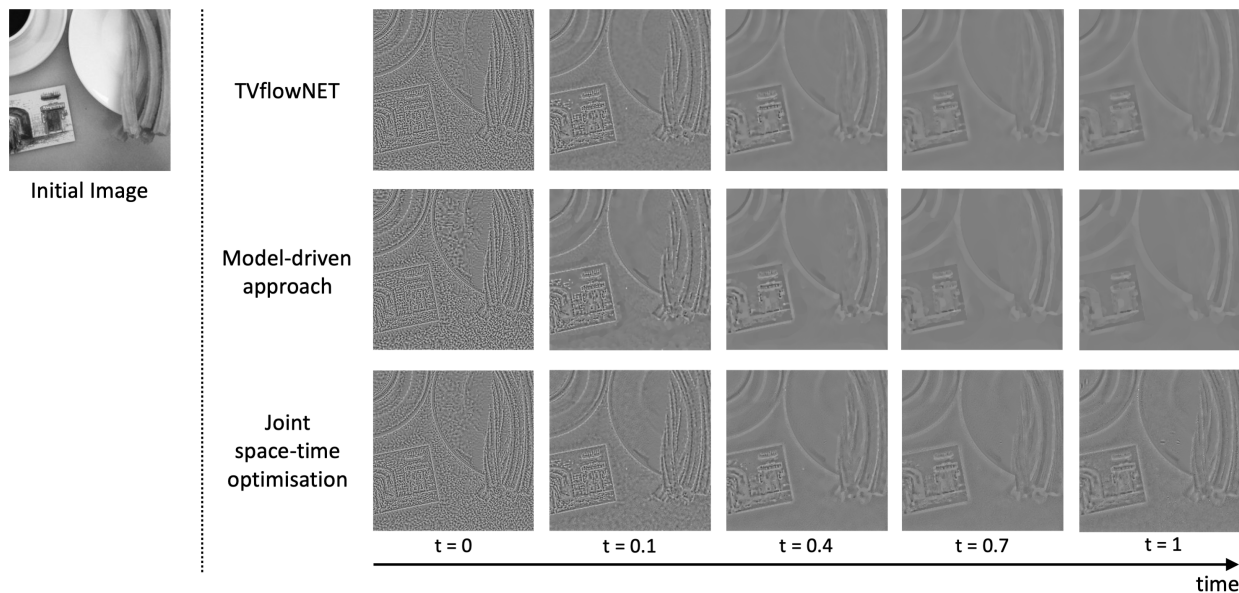 TVflowNET
Initial Image
Model-driven
approach
Joint
space-time
optimisation
t = 0
t = 0.1
t = 0.4
t = 0.7
t = 1
time